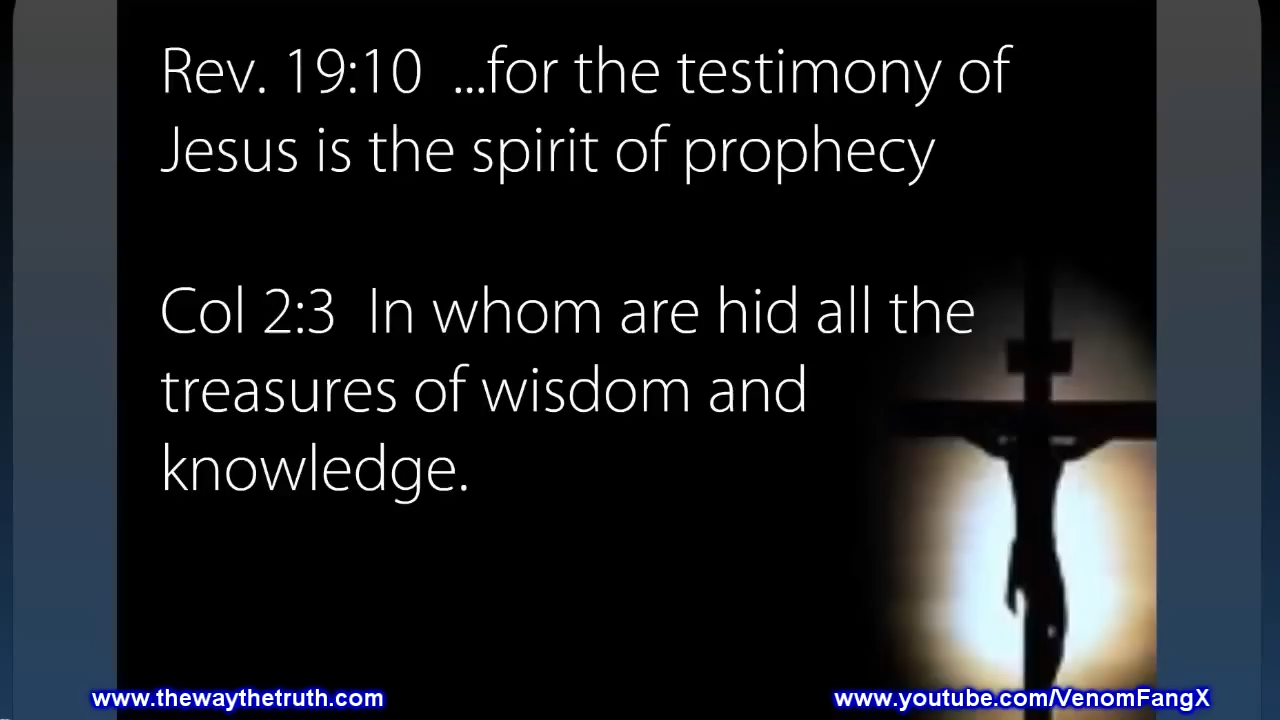 Rev. 19:10 ...for the testimony of
Jesus is the spirit of prophecy
Col 2:3 In whom are hid all the
treasures of wisdom and
knowledge.
www.thewaythetruth.com
www.youtube.com/VenomFangX